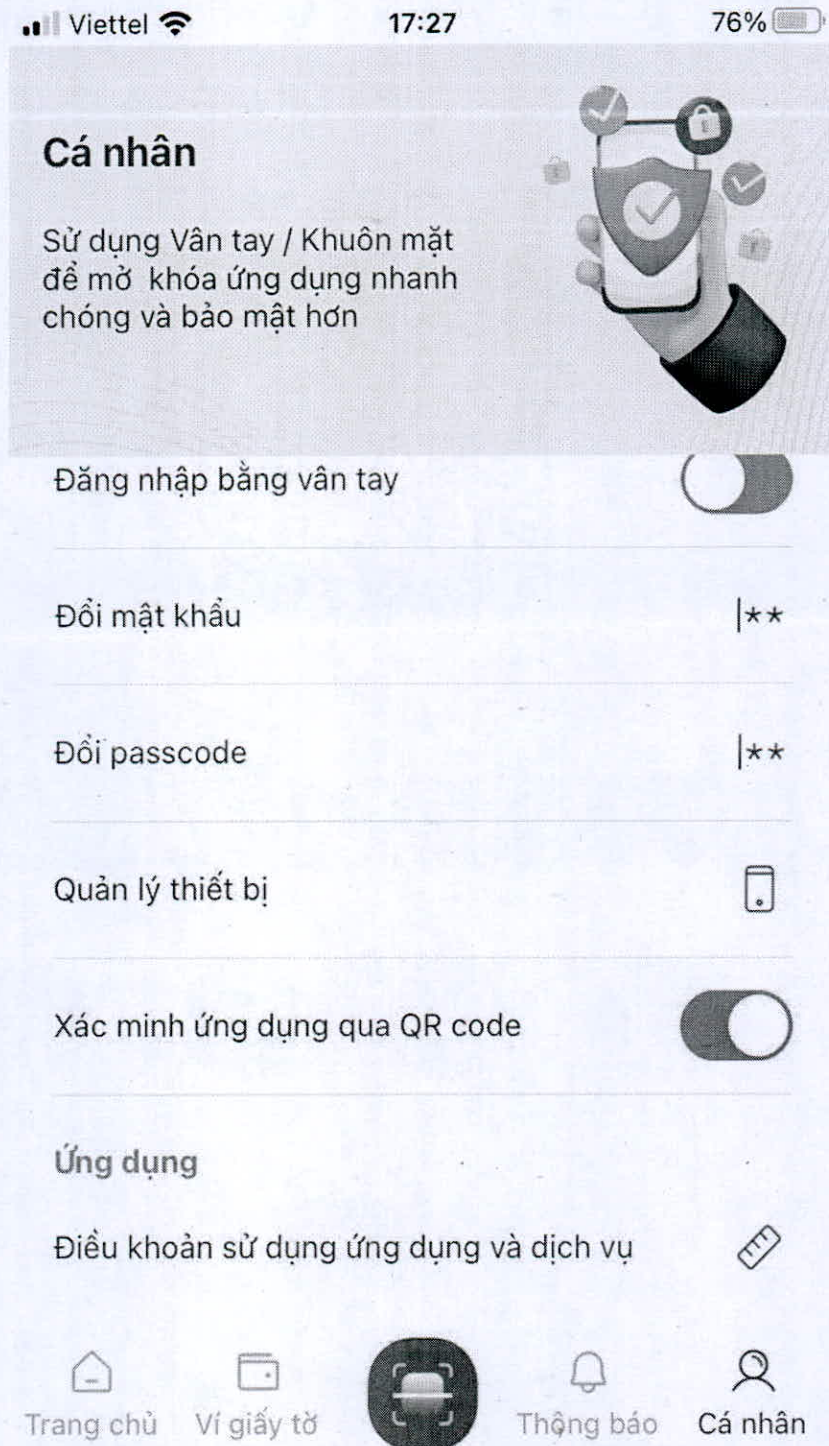 Viettel 17:27 76%
Cá nhân
Sử dụng Vân tay / Khuôn mặt
để mở khóa ứng dụng nhanh
chóng và bảo mật hơn
Đăng nhập bằng vân tay
Đổi mật khẩu |**
Đổi passcode |**
Quản lý thiết bị
Xác minh ứng dụng qua QR code
Ứng dụng
Điều khoản sử dụng ứng dụng và dịch vụ
Trang chủ Ví giấy tờ Thông báo Cá nhân